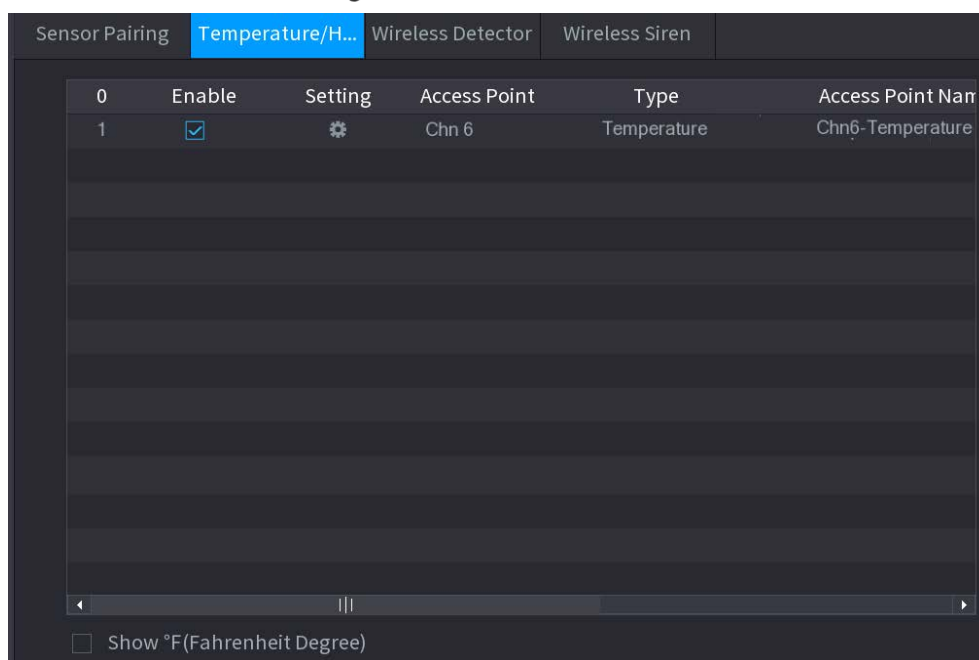 Sensor Pairing Temperature/H... Wireless Detector Wireless Siren
0 Enable Setting Access Point Type Access Point Nam
1 Chn 6 Temperature Chn6-Temperature
Show °F(Fahrenheit Degree)